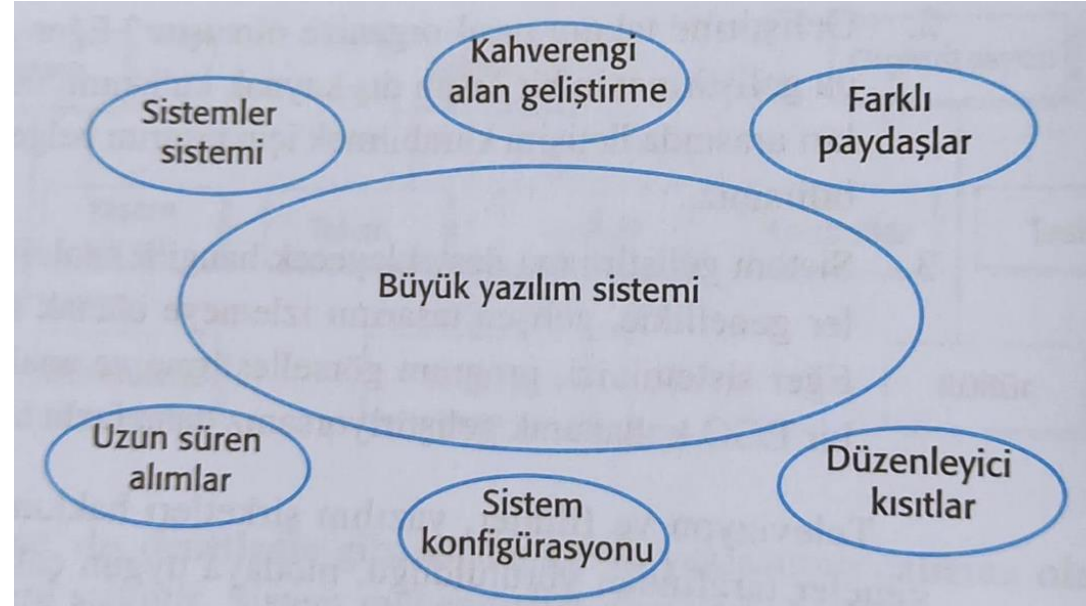 Kahverengi
alan geliştirme
Sistemler
sistemi
Farklı
paydaşlar
Büyük yazılım sistemi
Uzun süren
alımlar
Sistem
konfigürasyonu
Düzenleyici
kısıtlar